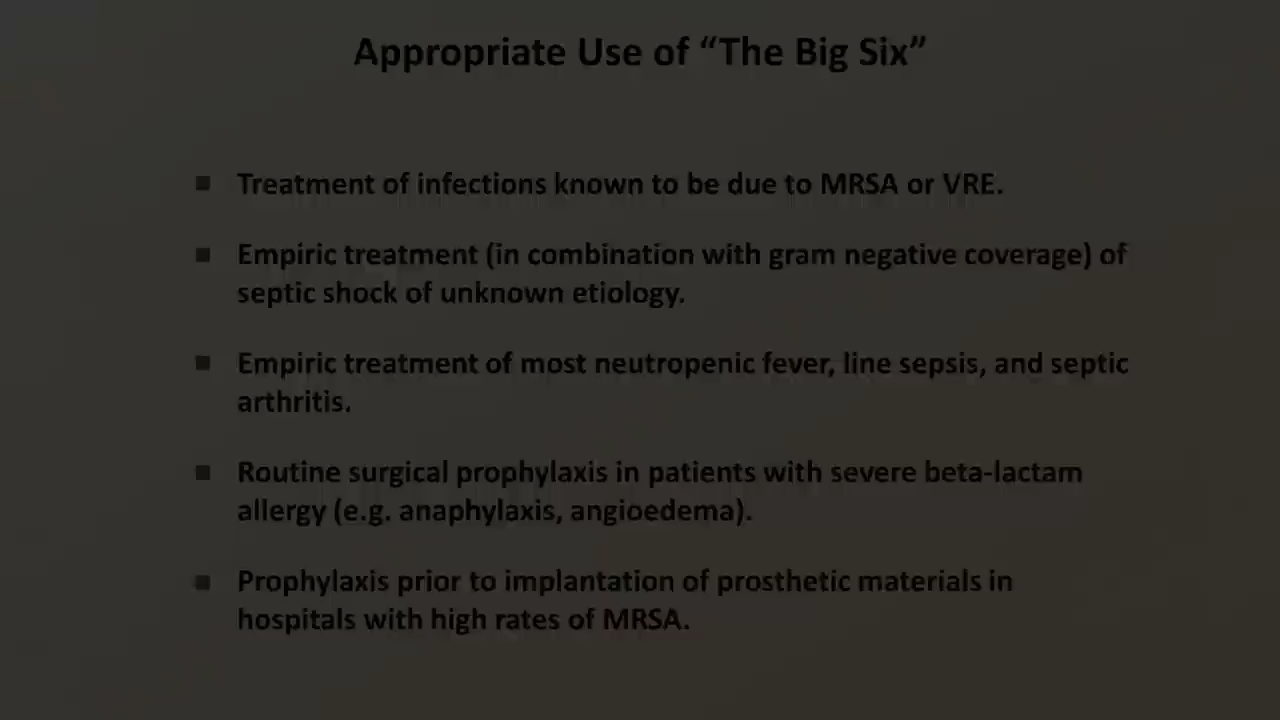 Appropriate Use of “The Big Six”
▪ Treatment of infections known to be due to MRSA or VRE.
▪ Empiric treatment (in combination with gram negative coverage) of
septic shock of unknown etiology.
▪ Empiric treatment of most neutropenic fever, line sepsis, and septic
arthritis.
▪ Routine surgical prophylaxis in patients with severe beta-lactam
allergy (e.g. anaphylaxis, angioedema).
▪ Prophylaxis prior to implantation of prosthetic materials in
hospitals with high rates of MRSA.